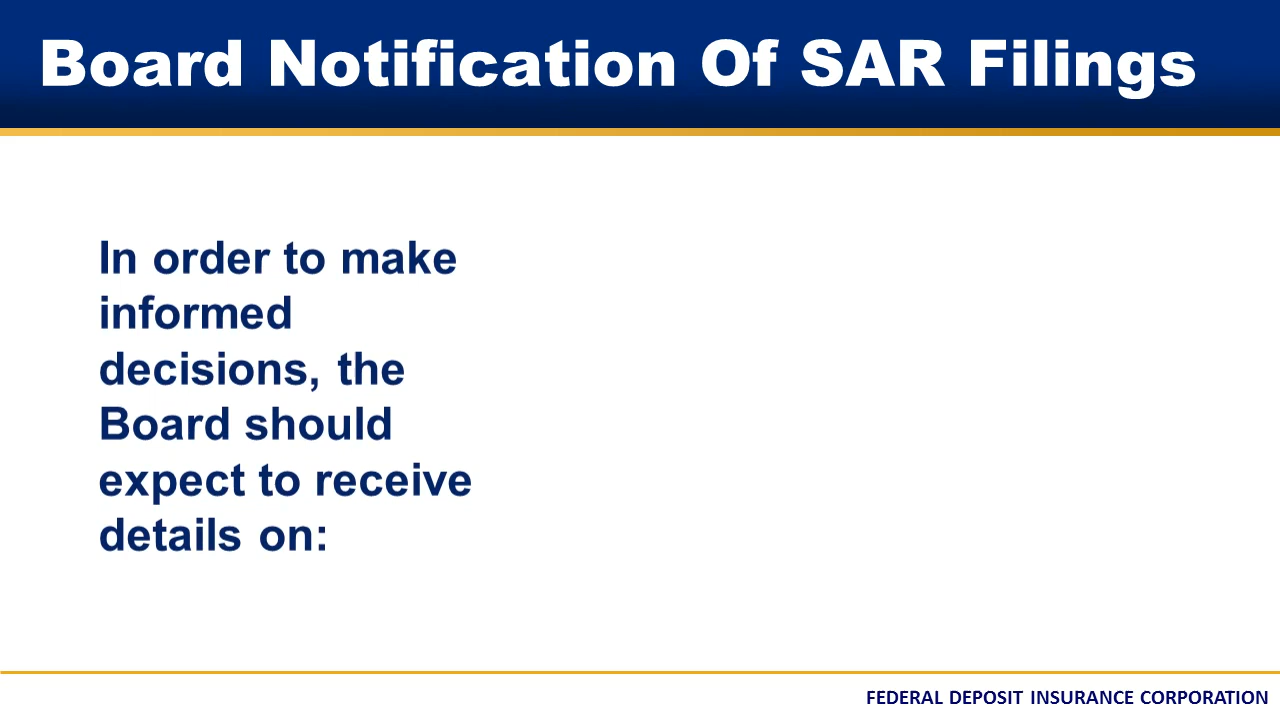 Board Notification Of SAR Filings
In order to make
informed
decisions, the
Board should
expect to receive
details on:
FEDERAL DEPOSIT INSURANCE CORPORATION